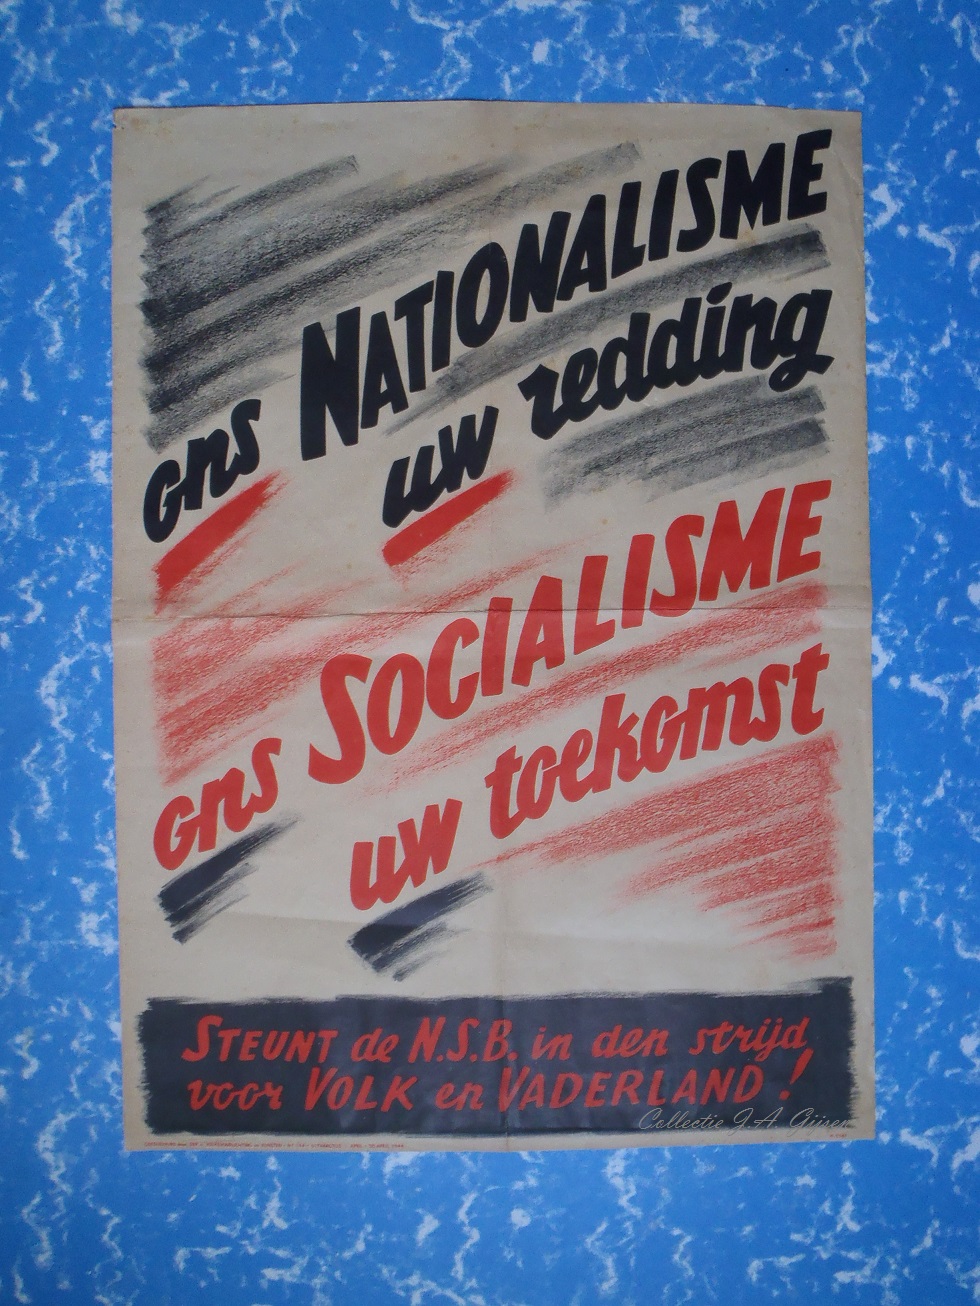 ons NATIONALISME
uw redding
ons SOCIALISME
uw toekomst
STEUNT de N.S.B. in den strijd
voor VOLK en VADERLAND!
Collectie J.A. Gijsen